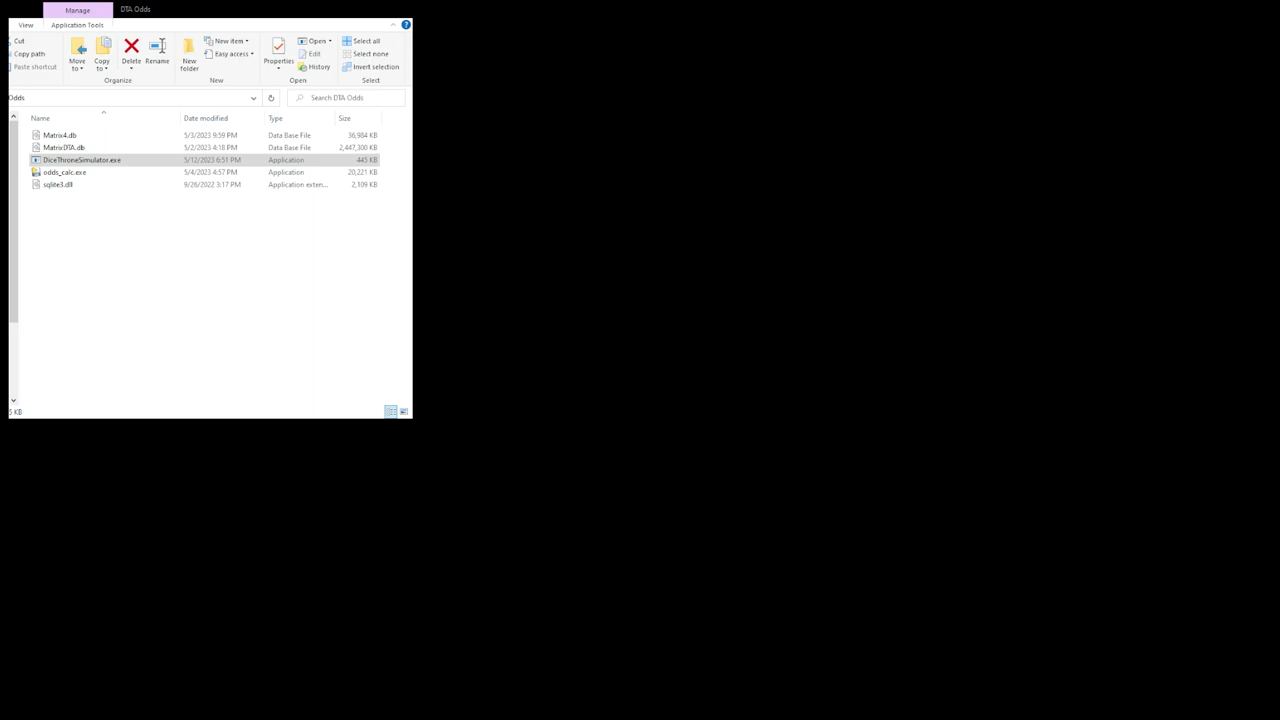 Manage DTA Odds
View Application Tools
Cut New item Open Select all
Copy path Easy access Edit Select none
Move to Copy to Delete Rename New folder Properties
Paste shortcut History Invert selection
Organize New Open Select
Odds Search DTA Odds
Name Date modified Type Size
Matrix4.db 5/3/2023 9:59 PM Data Base File 36,984 KB
MatrixDTA.db 5/2/2023 4:18 PM Data Base File 2,447,300 KB
DiceThroneSimulator.exe 5/12/2023 6:51 PM Application 445 KB
odds_calc.exe 5/4/2023 4:57 PM Application 20,221 KB
sqlite3.dll 9/26/2022 3:17 PM Application exten... 2,109 KB
5 KB